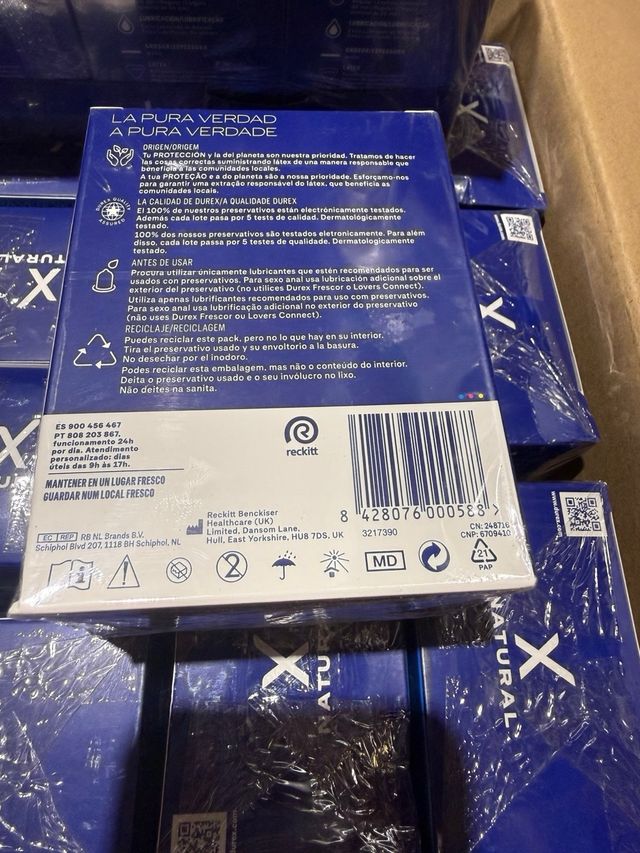 LUBRICACIÓN/LUBRIFICAÇÃO
LA PURA VERDAD
A PURA VERDADE
ORIGEN/ORIGEM
Tu PROTECCIÓN y la del planeta son nuestra prioridad. Tratamos de hacer
las cosas correctas suministrando látex de una manera responsable que
beneficia a las comunidades locales.
A tua PROTEÇÃO e a do planeta são a nossa prioridade. Esforçamo-nos
para garantir uma extração responsável do látex, que beneficia as
comunidades locais.
DUREX QUALITY
ASSURED
LA CALIDAD DE DUREX/A QUALIDADE DUREX
El 100% de nuestros preservativos están electrónicamente testados.
Además cada lote pasa por 5 tests de calidad. Dermatológicamente
testado.
100% dos nossos preservativos são testados eletronicamente. Para além
disso, cada lote passa por 5 testes de qualidade. Dermatologicamente
testado.
ANTES DE USAR
Procura utilizar únicamente lubricantes que estén recomendados para ser
usados con preservativos. Para sexo anal usa lubricación adicional sobre el
exterior del preservativo (no utilices Durex Frescor o Lovers Connect).
Utiliza apenas lubrificantes recomendados para uso com preservativos.
Para sexo anal usa lubrificação adicional no exterior do preservativo
(não uses Durex Frescor ou Lovers Connect).
RECICLAJE/RECICLAGEM
Puedes reciclar este pack, pero no lo que hay en su interior.
Tira el preservativo usado y su envoltorio a la basura.
No desechar por el inodoro.
Podes reciclar esta embalagem, mas não o conteúdo do interior.
Deita o preservativo usado e o seu invólucro no lixo.
Não deites na sanita.
ES 900 456 467
PT 808 203 867.
funcionamento 24h
por dia. Atendimento
personalizado: dias
úteis das 9h às 17h.
MANTENER EN UN LUGAR FRESCO
GUARDAR NUM LOCAL FRESCO
reckitt
8 428076 000588 >
EC REP RB NL Brands B.V.
Schiphol Blvd 207, 1118 BH Schiphol, NL
Reckitt Benckiser
Healthcare (UK)
Limited, Dansom Lane,
Hull, East Yorkshire, HU8 7DS, UK
3217390
CN: 248716
CNP: 6709410
2
MD
21
PAP
X
X
X
X
X
NATURAL
X
NATURAL
www.durex.co